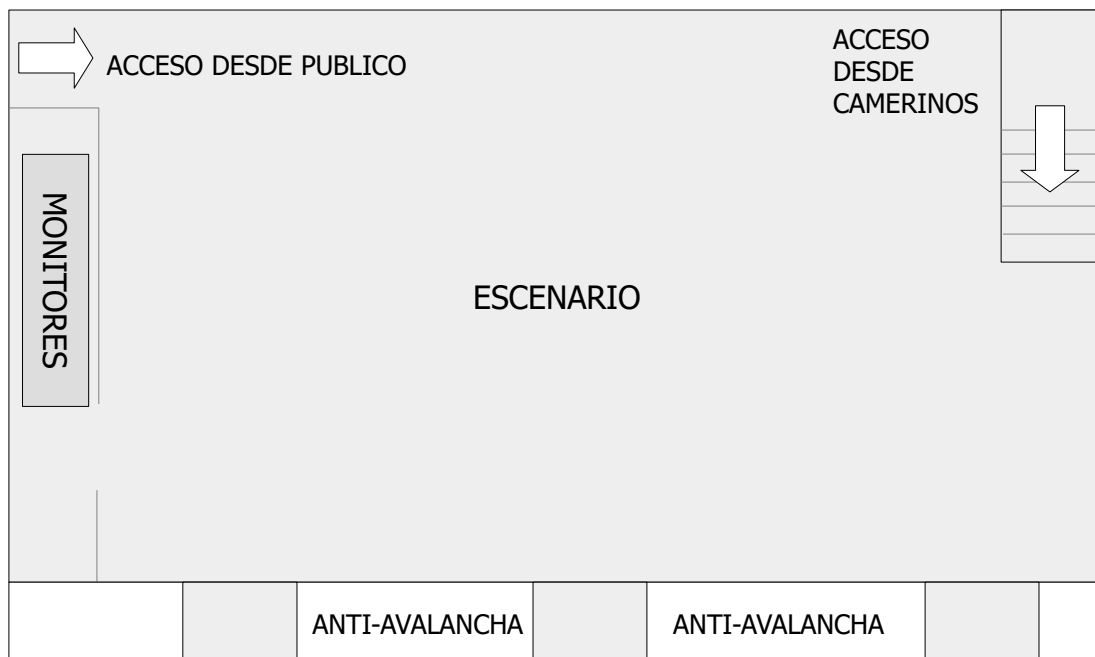 ACCESO DESDE PUBLICO
ACCESO
DESDE
CAMERINOS
MONITORES
ESCENARIO
ANTI-AVALANCHA
ANTI-AVALANCHA